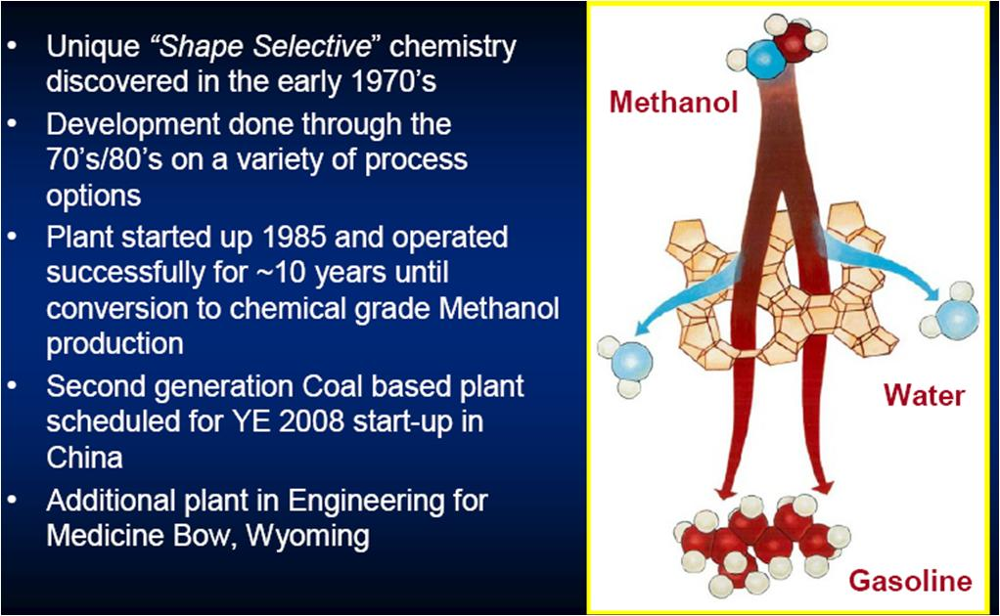 • Unique “Shape Selective” chemistry
discovered in the early 1970’s
• Development done through the
70’s/80’s on a variety of process
options
• Plant started up 1985 and operated
successfully for ~10 years until
conversion to chemical grade Methanol
production
• Second generation Coal based plant
scheduled for YE 2008 start-up in
China
• Additional plant in Engineering for
Medicine Bow, Wyoming
Methanol
Water
Gasoline